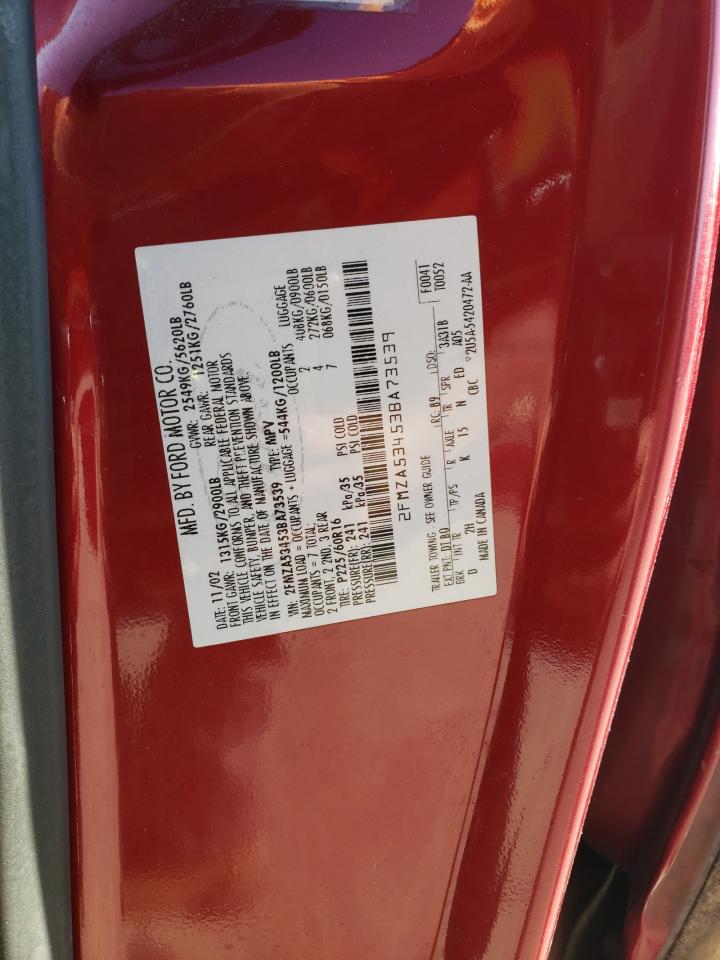 MFD. BY FORD MOTOR CO.
DATE: 11/02 GVWR: 2549KG/5620LB
FRONT GAWR: 1315KG/2900LB REAR GAWR: 1251KG/2760LB
THIS VEHICLE CONFORMS TO ALL APPLICABLE FEDERAL MOTOR
VEHICLE SAFETY, BUMPER, AND THEFT PREVENTION STANDARDS
IN EFFECT ON THE DATE OF MANUFACTURE SHOWN ABOVE.
VIN: 2FMZA53453BA73539 TYPE: MPV
MAXIMUM LOAD = OCCUPANTS + LUGGAGE =544KG/1200LB
OCCUPANTS = 7 TOTAL: OCCUPANTS LUGGAGE
2 FRONT, 2 2ND, 3 REAR 2 408KG/0900LB
TIRE: P225/60R16 4 272KG/0600LB
PRESSURE(FR): 241 kPa/35 PSI COLD 7 068KG/0150LB
PRESSURE(RR): 241 kPa/35 PSI COLD
2FMZA53453BA73539
TRAILER TOWING SEE OWNER GUIDE
EXT PNT: D1 B0 RC: 89 DSO: F0041
BRK INT TR TP/PS R AXLE TR SPR 3A31B T0052
D 2H K 15 N ED AD5
MADE IN CANADA CBC ▽2U5A-5420472-AA